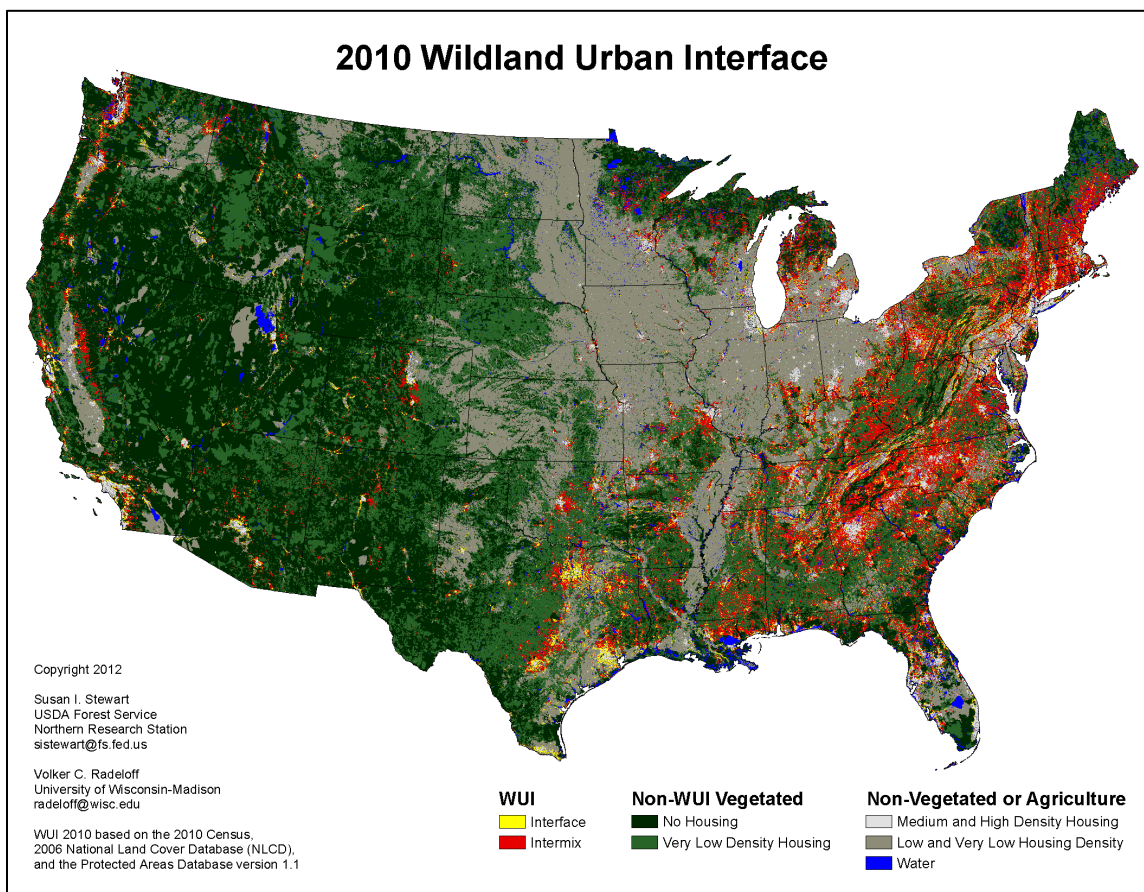 2010 Wildland Urban Interface
Copyright 2012
Susan I. Stewart
USDA Forest Service
Northern Research Station
sistewart@fs.fed.us
Volker C. Radeloff
University of Wisconsin-Madison
radeloff@wisc.edu
WUI 2010 based on the 2010 Census,
2006 National Land Cover Database (NLCD),
and the Protected Areas Database version 1.1
WUI
Interface
Intermix
Non-WUI Vegetated
No Housing
Very Low Density Housing
Non-Vegetated or Agriculture
Medium and High Density Housing
Low and Very Low Housing Density
Water